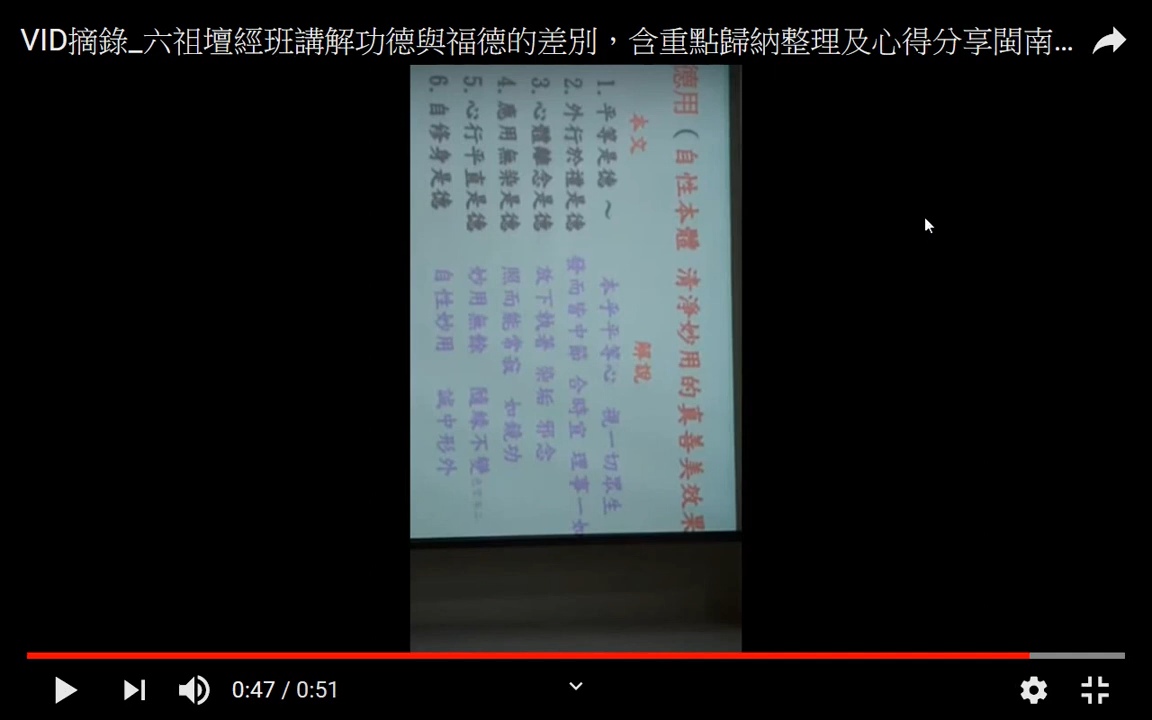 VID摘錄_六祖壇經班講解功德與福德的差別，含重點歸納整理及心得分享閩南...
德用（自性本體 清淨妙用的真善美效果
本文 解說
1.平等是德～ 本乎平等心 視一切眾生
2.外行於禮是德 發而皆中節 合時宜 理事一如
3.心體離念是德 放下執著 染垢 邪念
4.應用無染是德 照而能常寂 如鏡功
5.心行平直是德 妙用無餘 隨緣不變
6.自修身是德 自性妙用 誠中形外
0:47 / 0:51